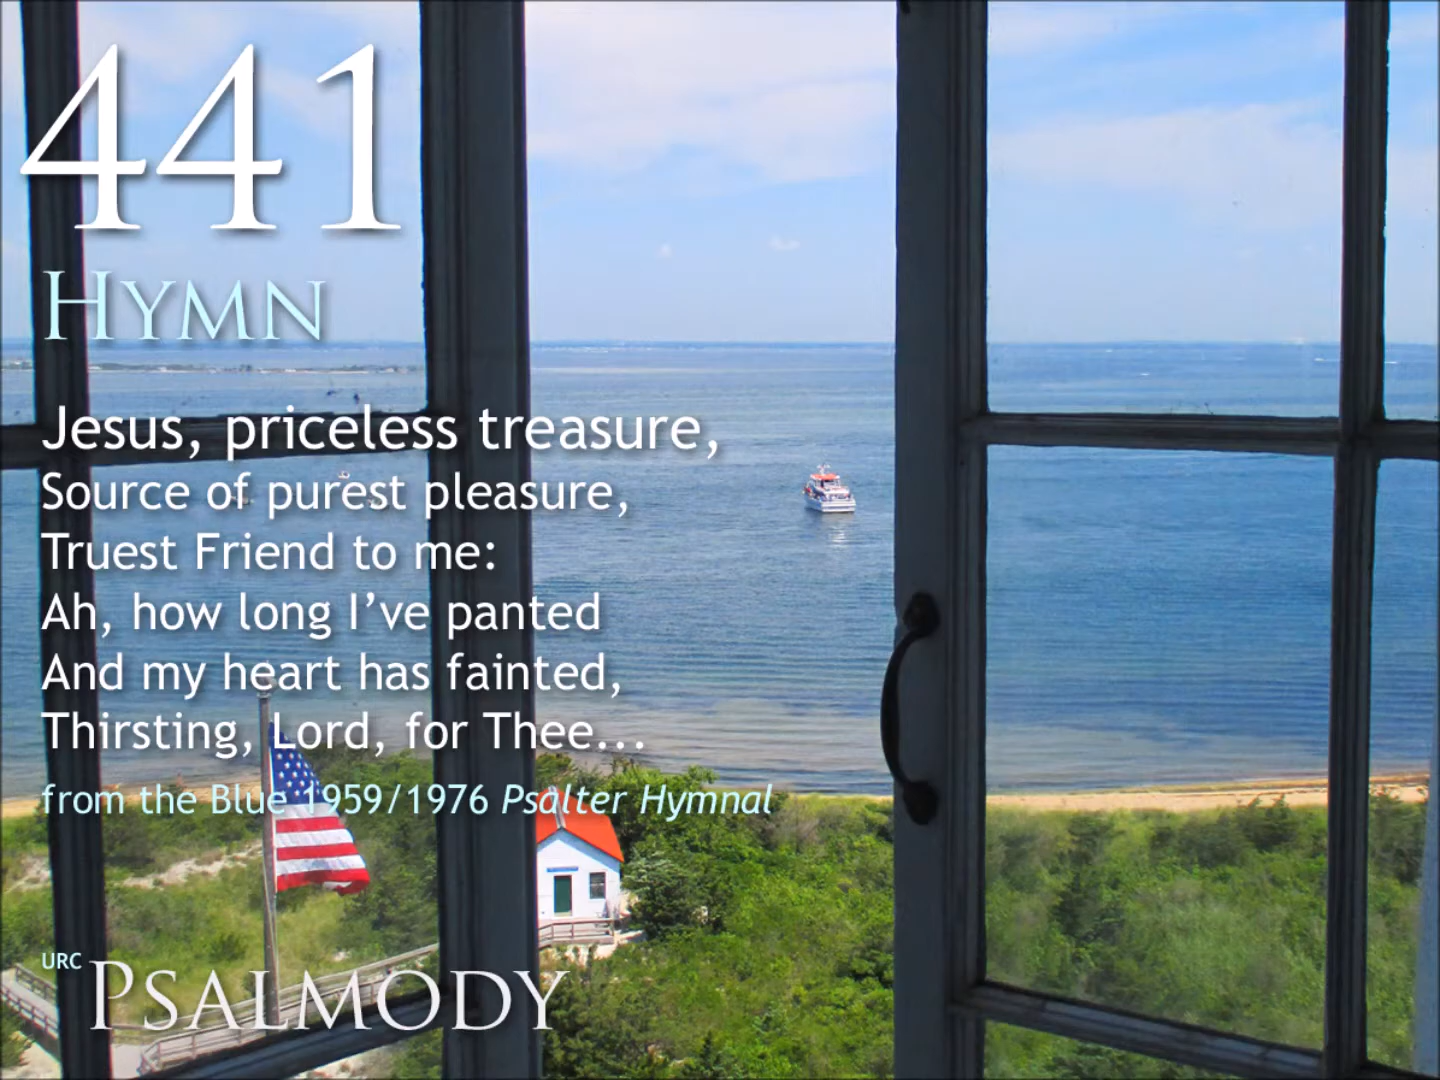 441
HYMN
Jesus, priceless treasure,
Source of purest pleasure,
Truest Friend to me:
Ah, how long I’ve panted
And my heart has fainted,
Thirsting, Lord, for Thee...
from the Blue 1959/1976 Psalter Hymnal
URC PSALMODY